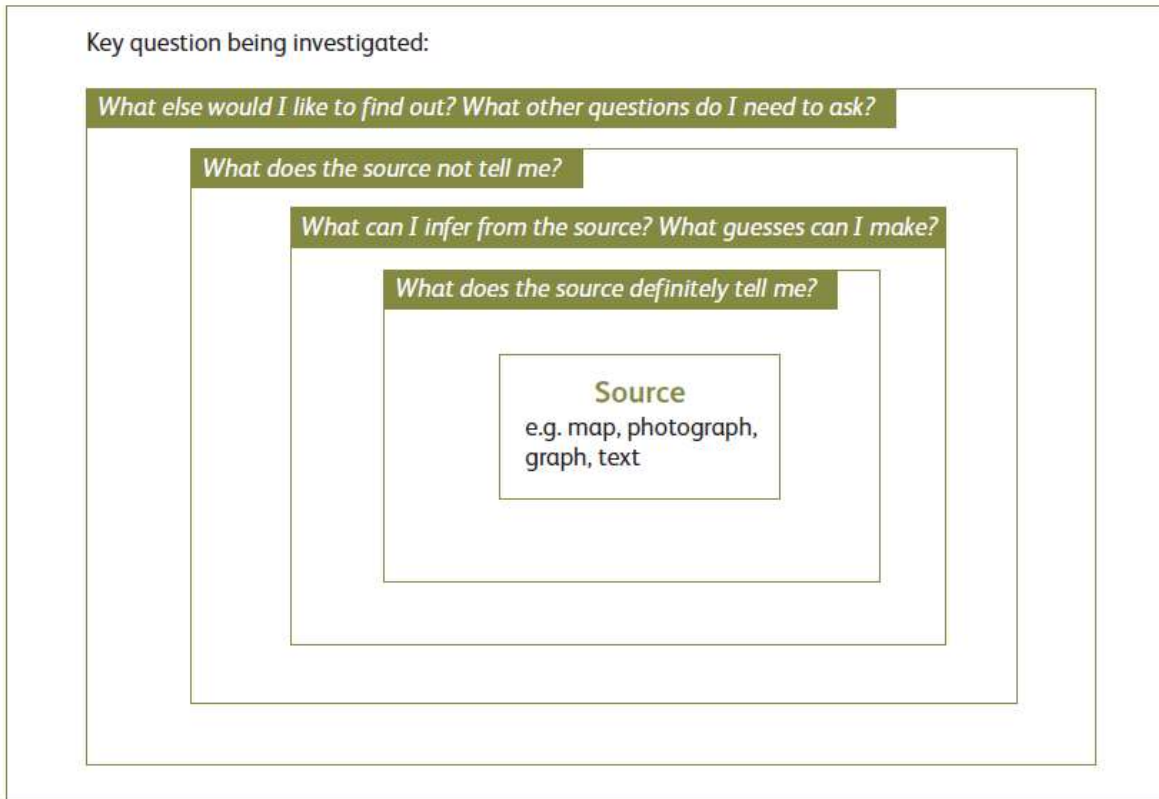 Key question being investigated:
What else would I like to find out? What other questions do I need to ask?
What does the source not tell me?
What can I infer from the source? What guesses can I make?
What does the source definitely tell me?
Source
e.g. map, photograph,
graph, text